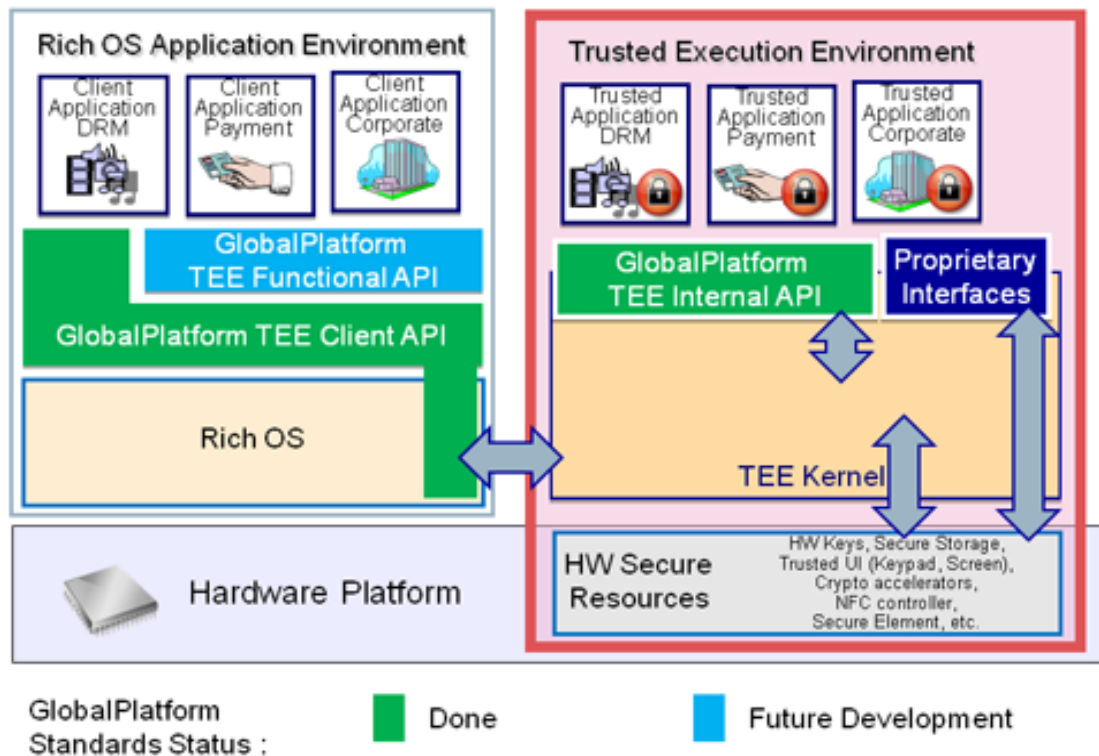 Rich OS Application Environment
Client
Application
DRM
Client
Application
Payment
Client
Application
Corporate
GlobalPlatform
TEE Functional API
GlobalPlatform TEE Client API
Rich OS
Trusted Execution Environment
Trusted
Application
DRM
Trusted
Application
Payment
Trusted
Application
Corporate
GlobalPlatform
TEE Internal API
Proprietary
Interfaces
TEE Kernel
Hardware Platform
HW Secure
Resources
HW Keys, Secure Storage,
Trusted UI (Keypad, Screen),
Crypto accelerators,
NFC controller,
Secure Element, etc.
GlobalPlatform
Standards Status :
Done
Future Development